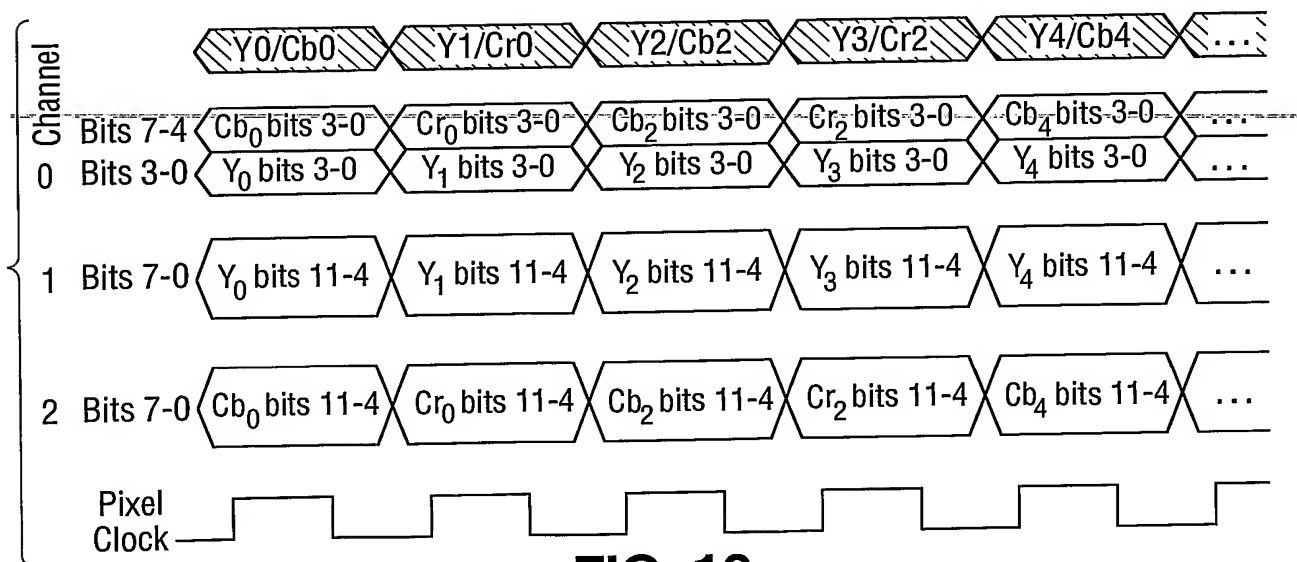 Channel
Y0/Cb0 Y1/Cr0 Y2/Cb2 Y3/Cr2 Y4/Cb4 ...
Bits 7-4 Cb0 bits 3-0 Cr0 bits 3-0 Cb2 bits 3-0 Cr2 bits 3-0 Cb4 bits 3-0 ...
0 Bits 3-0 Y0 bits 3-0 Y1 bits 3-0 Y2 bits 3-0 Y3 bits 3-0 Y4 bits 3-0 ...
1 Bits 7-0 Y0 bits 11-4 Y1 bits 11-4 Y2 bits 11-4 Y3 bits 11-4 Y4 bits 11-4 ...
2 Bits 7-0 Cb0 bits 11-4 Cr0 bits 11-4 Cb2 bits 11-4 Cr2 bits 11-4 Cb4 bits 11-4 ...
Pixel
Clock